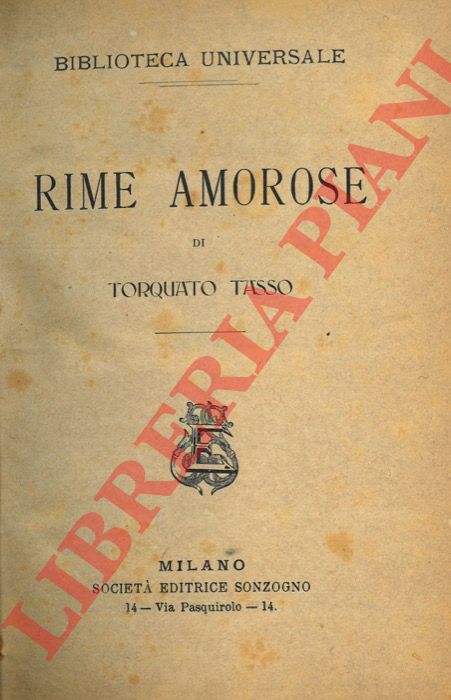 BIBLIOTECA UNIVERSALE
RIME AMOROSE
DI
TORQUATO TASSO
MILANO
SOCIETÀ EDITRICE SONZOGNO
14 — Via Pasquirolo — 14.
LIBRERIA PIANI